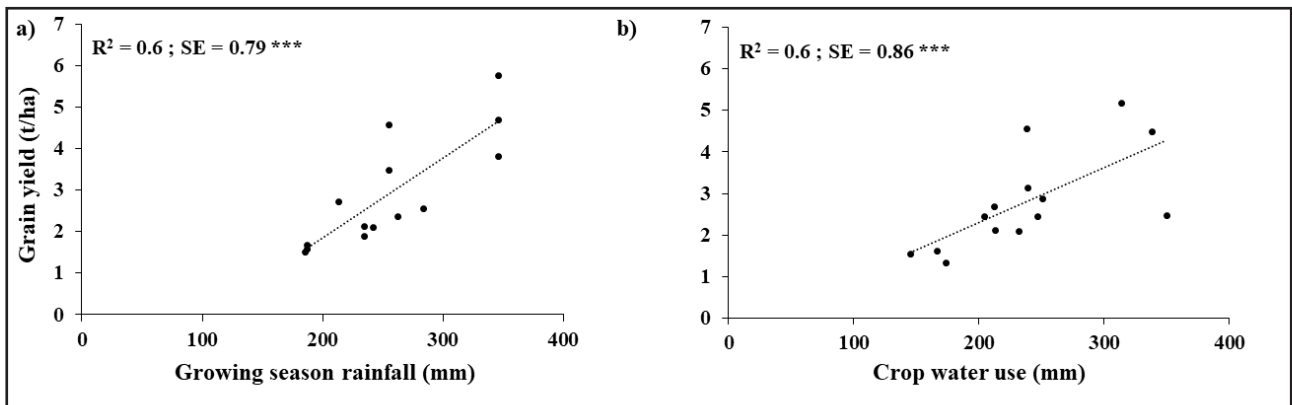 a)
R² = 0.6 ; SE = 0.79 ***
Grain yield (t/ha)
7
6
5
4
3
2
1
0
0 100 200 300 400
Growing season rainfall (mm)
b)
R² = 0.6 ; SE = 0.86 ***
7
6
5
4
3
2
1
0
0 100 200 300 400
Crop water use (mm)